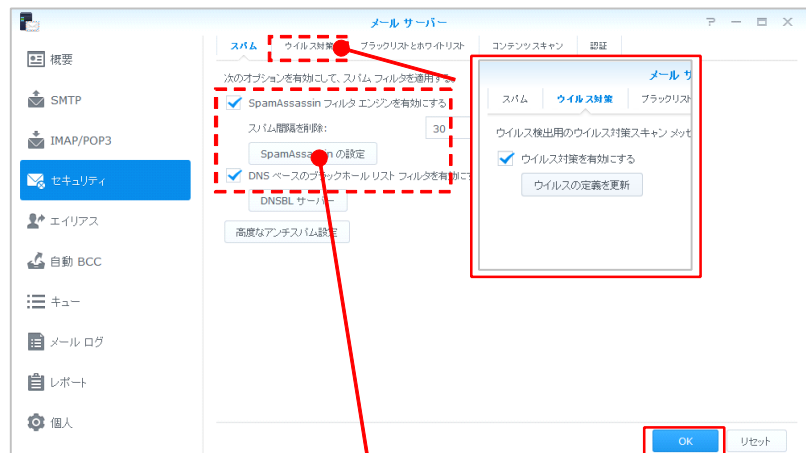 メール サーバー
概要
SMTP
IMAP/POP3
セキュリティ
エイリアス
自動 BCC
キュー
メール ログ
レポート
個人
スパム ウイルス対策 ブラックリストとホワイトリスト コンテンツスキャン 認証
次のオプションを有効にして、スパム フィルタを適用する
SpamAssassin フィルタ エンジンを有効にする
スパム間隔を削除: 30
SpamAssassin の設定
DNS ベースのブラックホール リスト フィルタを有効に
DNSBL サーバー
高度なアンチスパム設定
メール サ
スパム ウイルス対策 ブラックリスト
ウイルス検出用のウイルス対策スキャン メッセ
ウイルス対策を有効にする
ウイルスの定義を更新
OK リセット